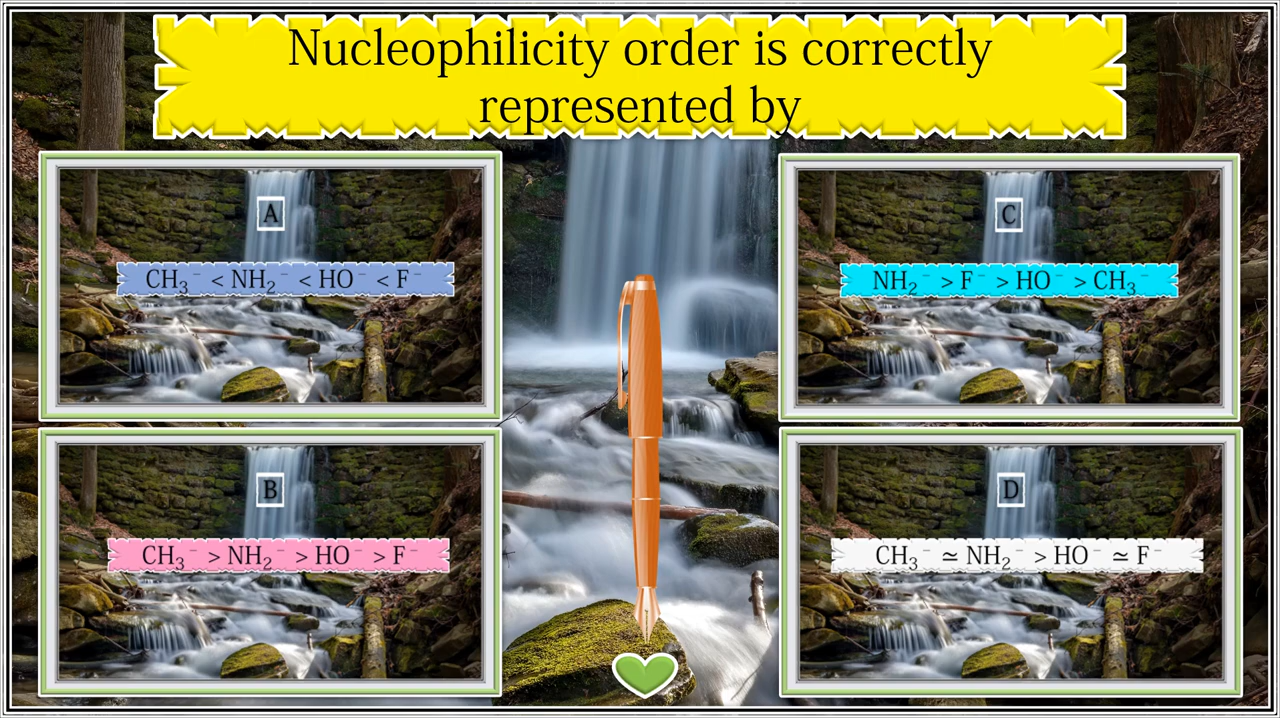 Nucleophilicity order is correctly
represented by
A
CH₃⁻ < NH₂⁻ < HO⁻ < F⁻
B
CH₃⁻ > NH₂⁻ > HO⁻ > F⁻
C
NH₂⁻ > F⁻ > HO⁻ > CH₃⁻
D
CH₃⁻ ≃ NH₂⁻ > HO⁻ ≃ F⁻